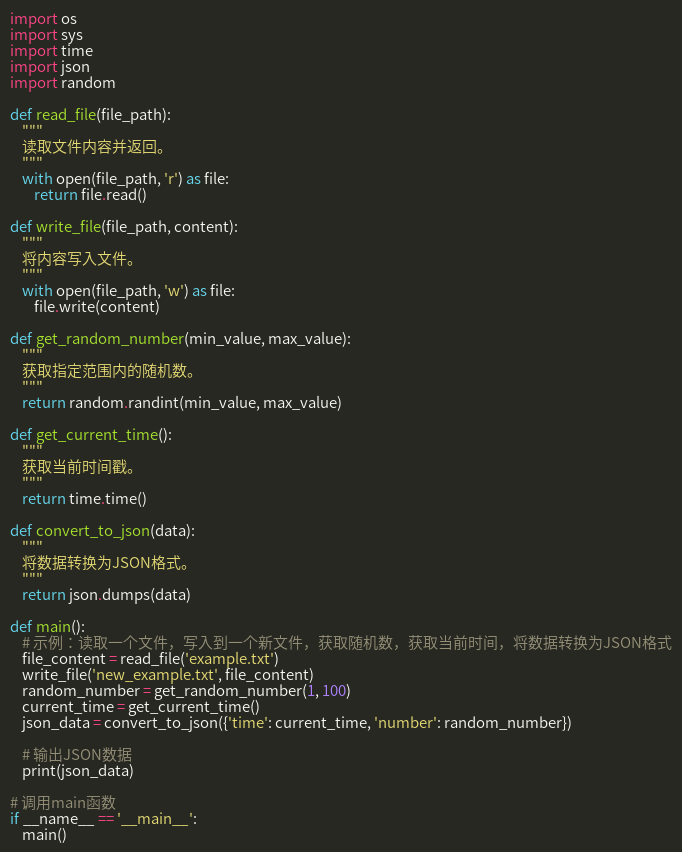 import os
import sys
import time
import json
import random
def read_file(file_path):
"""
读取文件内容并返回。
"""
with open(file_path, 'r') as file:
return file.read()
def write_file(file_path, content):
"""
将内容写入文件。
"""
with open(file_path, 'w') as file:
file.write(content)
def get_random_number(min_value, max_value):
"""
获取指定范围内的随机数。
"""
return random.randint(min_value, max_value)
def get_current_time():
"""
获取当前时间戳。
"""
return time.time()
def convert_to_json(data):
"""
将数据转换为JSON格式。
"""
return json.dumps(data)
def main():
# 示例：读取一个文件，写入到一个新文件，获取随机数，获取当前时间，将数据转换为JSON格式
file_content = read_file('example.txt')
write_file('new_example.txt', file_content)
random_number = get_random_number(1, 100)
current_time = get_current_time()
json_data = convert_to_json({'time': current_time, 'number': random_number})
# 输出JSON数据
print(json_data)
# 调用main函数
if __name__ == '__main__':
main()